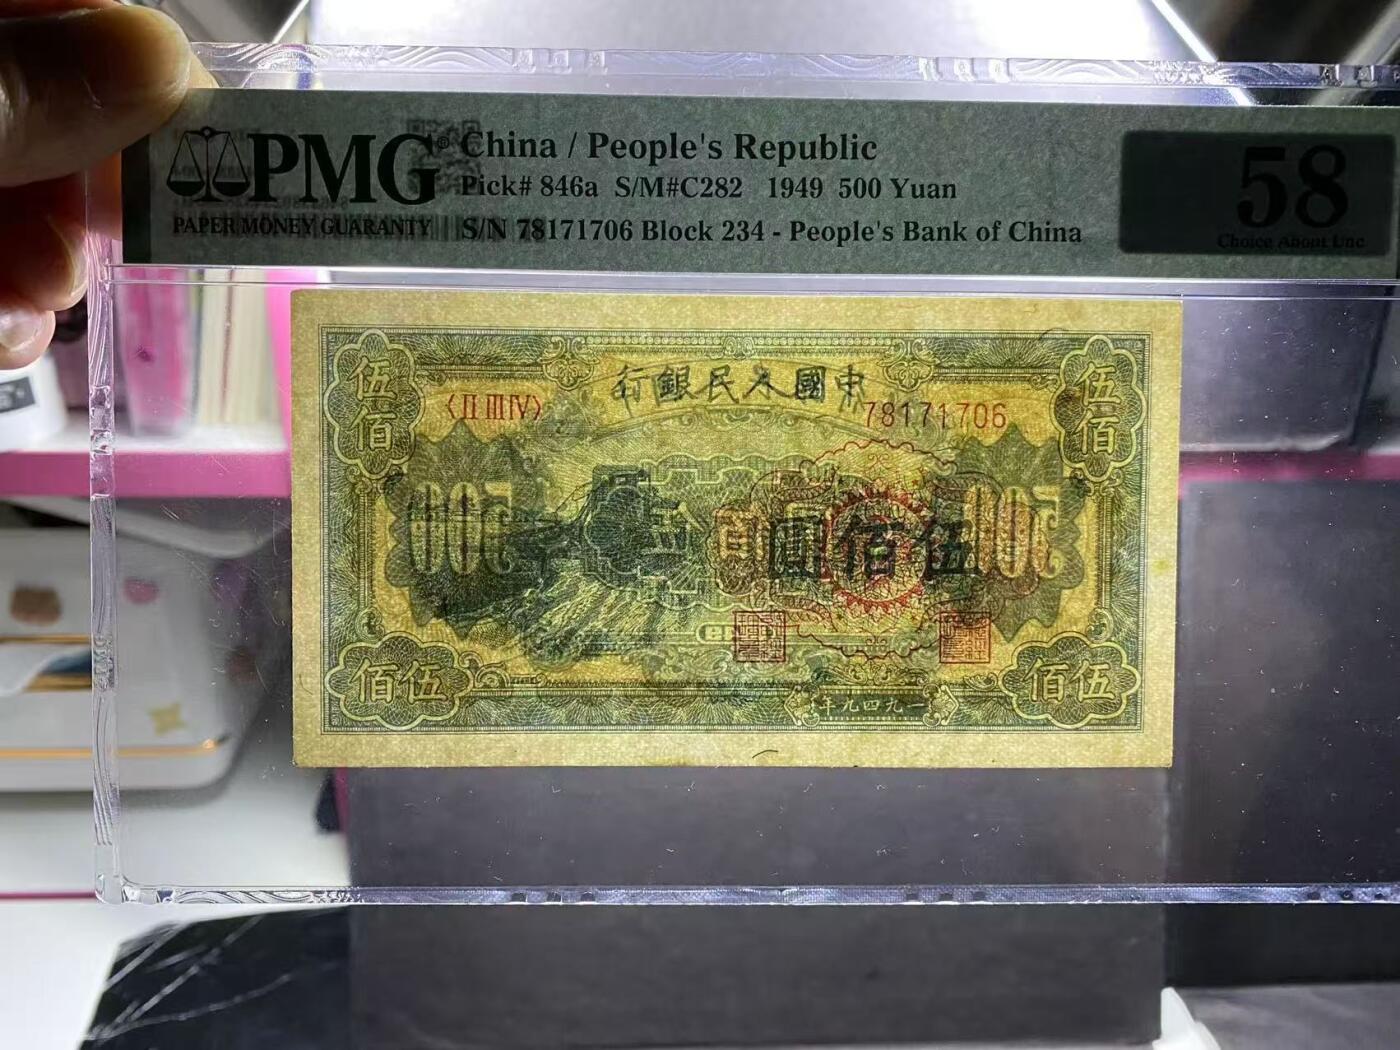 PMG®
PAPER MONEY GUARANTY
China / People's Republic
Pick# 846a S/M#C282 1949 500 Yuan
S/N 78171706 Block 234 - People's Bank of China
58
Choice About Unc
行銀民人國中
伍佰
伍佰
〈II III IV〉
78171706
圓佰伍
佰伍
佰伍
年九四九一